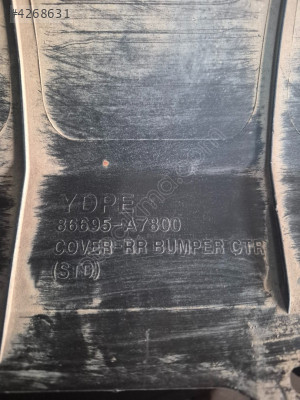 #4268631
YDPE
86695-A7800
COVER-RR BUMPER CTR
(STD)